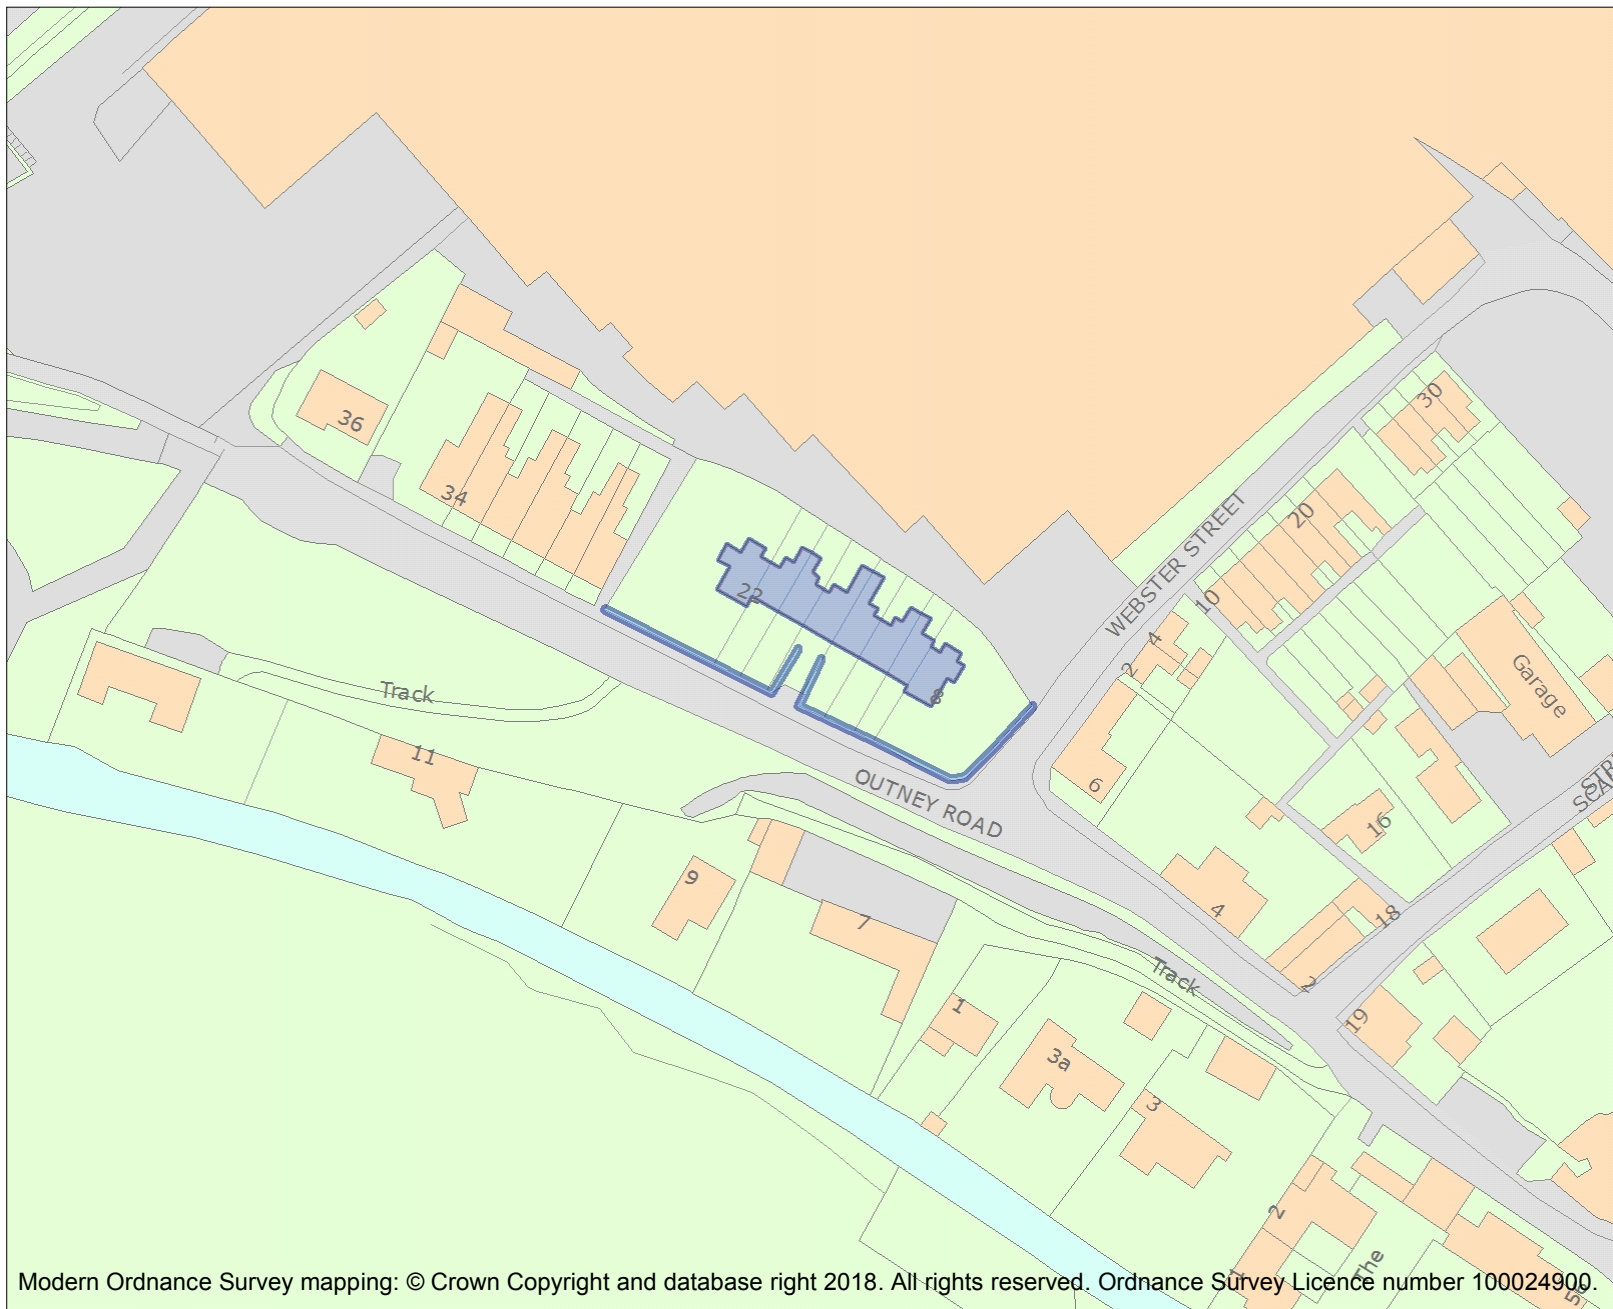 30
36
34
20
WEBSTER STREET
10
22
4
2
8
Garage
Track
11
6
OUTNEY ROAD
16
9
7
4
18
Track
2
1
19
3a
3
2
The
Modern Ordnance Survey mapping: © Crown Copyright and database right 2018. All rights reserved. Ordnance Survey Licence number 100024900.